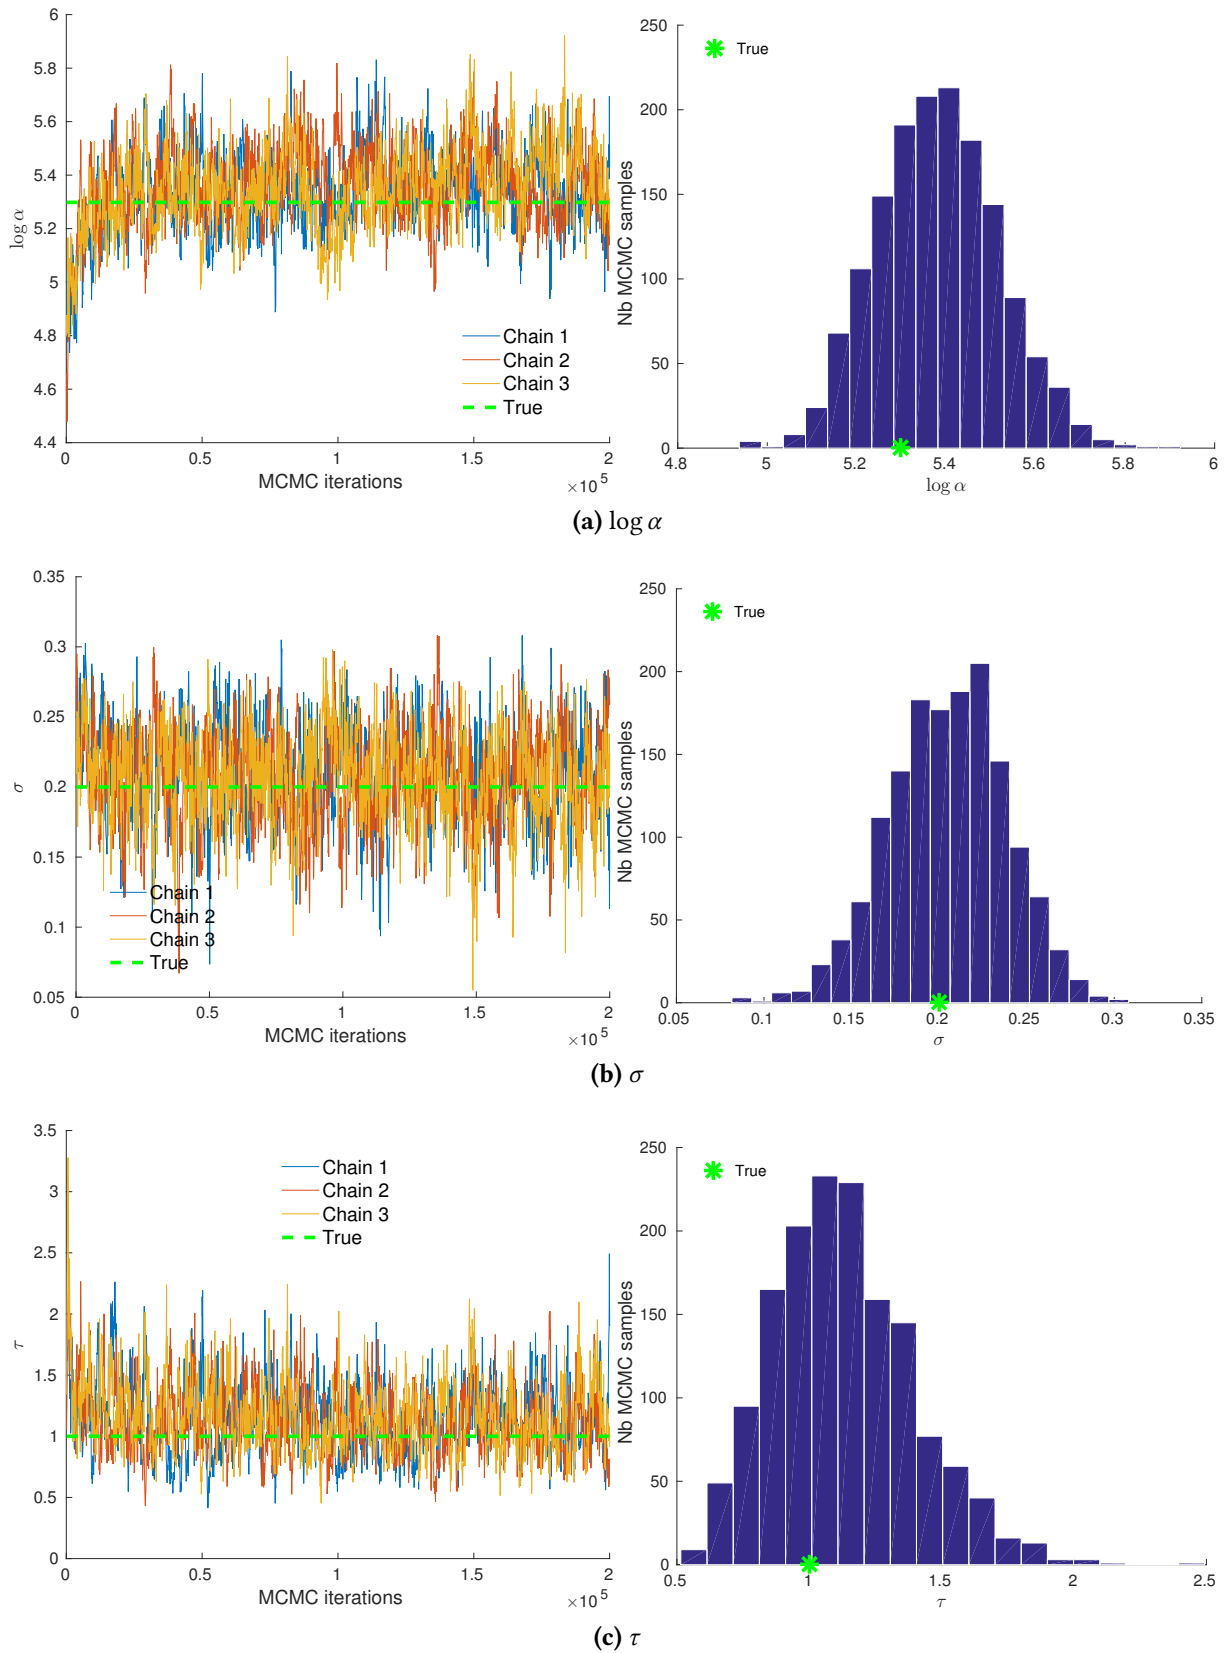 6
5.8
5.6
5.4
5.2
5
4.8
4.6
4.4
log α
0
0.5
1
1.5
2
MCMC iterations
×10^5
Chain 1
Chain 2
Chain 3
True
250
200
150
100
50
0
Nb MCMC samples
True
4.8
5
5.2
5.4
5.6
5.8
6
log α
(a) log α
0.35
0.3
0.25
0.2
0.15
0.1
0.05
σ
0
0.5
1
1.5
2
MCMC iterations
×10^5
Chain 1
Chain 2
Chain 3
True
250
200
150
100
50
0
Nb MCMC samples
True
0.05
0.1
0.15
0.2
0.25
0.3
0.35
σ
(b) σ
3.5
3
2.5
2
1.5
1
0.5
0
τ
0
0.5
1
1.5
2
MCMC iterations
×10^5
Chain 1
Chain 2
Chain 3
True
250
200
150
100
50
0
Nb MCMC samples
True
0.5
1
1.5
2
2.5
τ
(c) τ